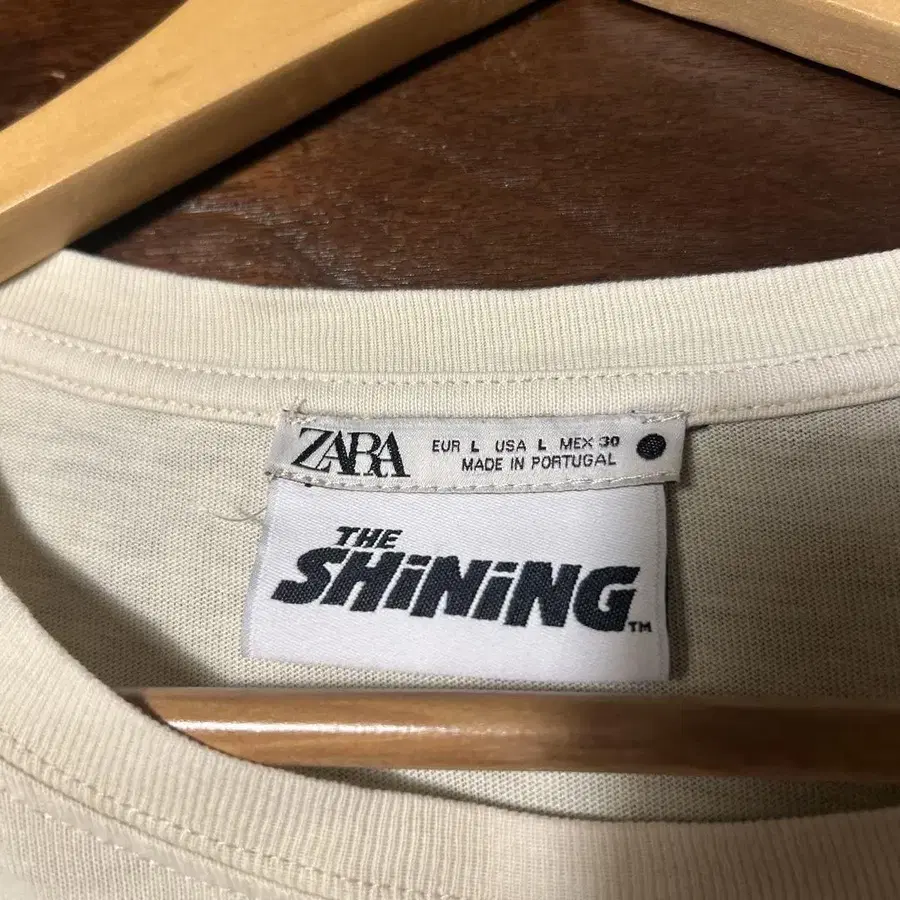 ZARA EUR L USA L MEX 30
MADE IN PORTUGAL
THE
SHiNiNG
TM